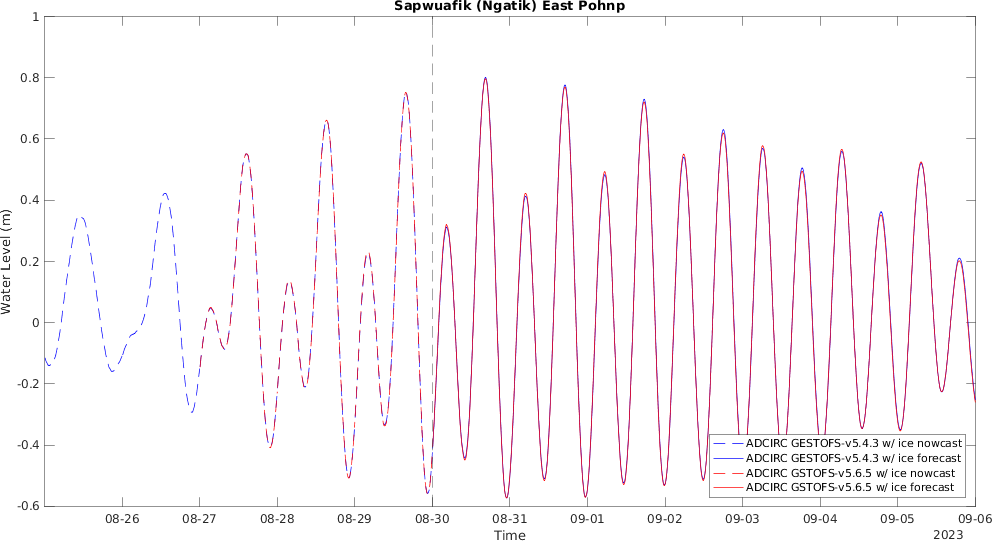 Sapwuafik (Ngatik) East Pohnp
1
0.8
0.6
0.4
0.2
0
-0.2
-0.4
-0.6
Water Level (m)
ADCIRC GESTOFS-v5.4.3 w/ ice nowcast
ADCIRC GESTOFS-v5.4.3 w/ ice forecast
ADCIRC GSTOFS-v5.6.5 w/ ice nowcast
ADCIRC GSTOFS-v5.6.5 w/ ice forecast
08-26 08-27 08-28 08-29 08-30 08-31 09-01 09-02 09-03 09-04 09-05 09-06
Time
2023